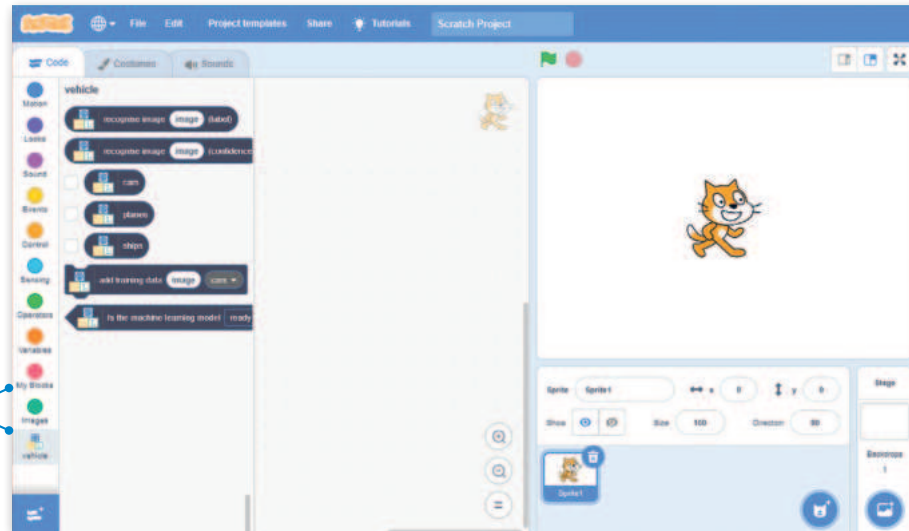 File Edit Project templates Share Tutorials Scratch Project
Code Costumes Sounds
Motion
Looks
Sound
Events
Control
Sensing
Operators
Variables
My Blocks
Images
vehicle
vehicle
recognise image image (label)
recognise image image (confidence
cars
planes
ships
add training data image cars
Is the machine learning model ready
Sprite Sprite1 x 0 y 0
Show Size 100 Direction 90
Sprite1
Stage
Backdrops
1